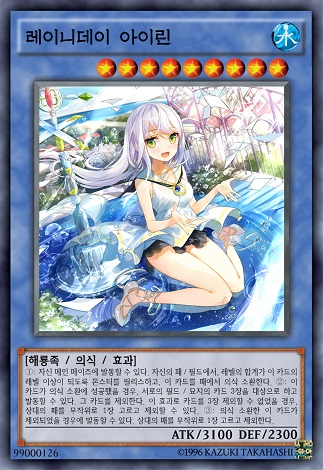 레이니데이 아이린
水
[해룡족 / 의식 / 효과]
①: 자신 메인 페이즈에 발동할 수 있다. 자신의 패 / 필드에서, 레벨의 합계가 이 카드의
레벨 이상이 되도록 몬스터를 릴리스하고, 이 카드를 패에서 의식 소환한다. ②: 이
카드가 의식 소환에 성공했을 경우, 서로의 필드 / 묘지의 카드 3장을 대상으로 하고
발동할 수 있다. 그 카드를 제외한다. 이 효과로 카드를 3장 제외할 수 없었을 경우,
상대의 패를 무작위로 1장 고르고 제외할 수 있다. ③: 의식 소환한 이 카드가
제외되었을 경우에 발동할 수 있다. 상대의 패를 무작위로 1장 고르고 제외한다.
ATK/3100 DEF/2300
99000126
©1996 KAZUKI TAKAHASHI